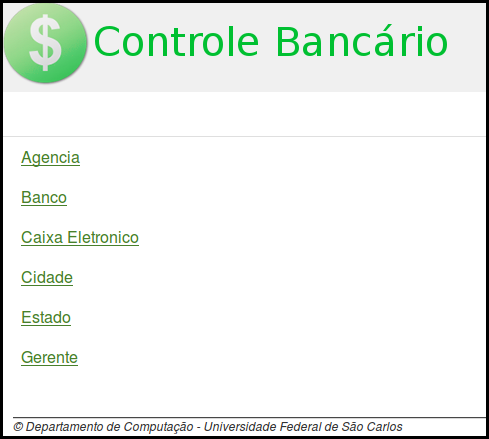 $ Controle Bancário
Agencia
Banco
Caixa Eletronico
Cidade
Estado
Gerente
© Departamento de Computação - Universidade Federal de São Carlos